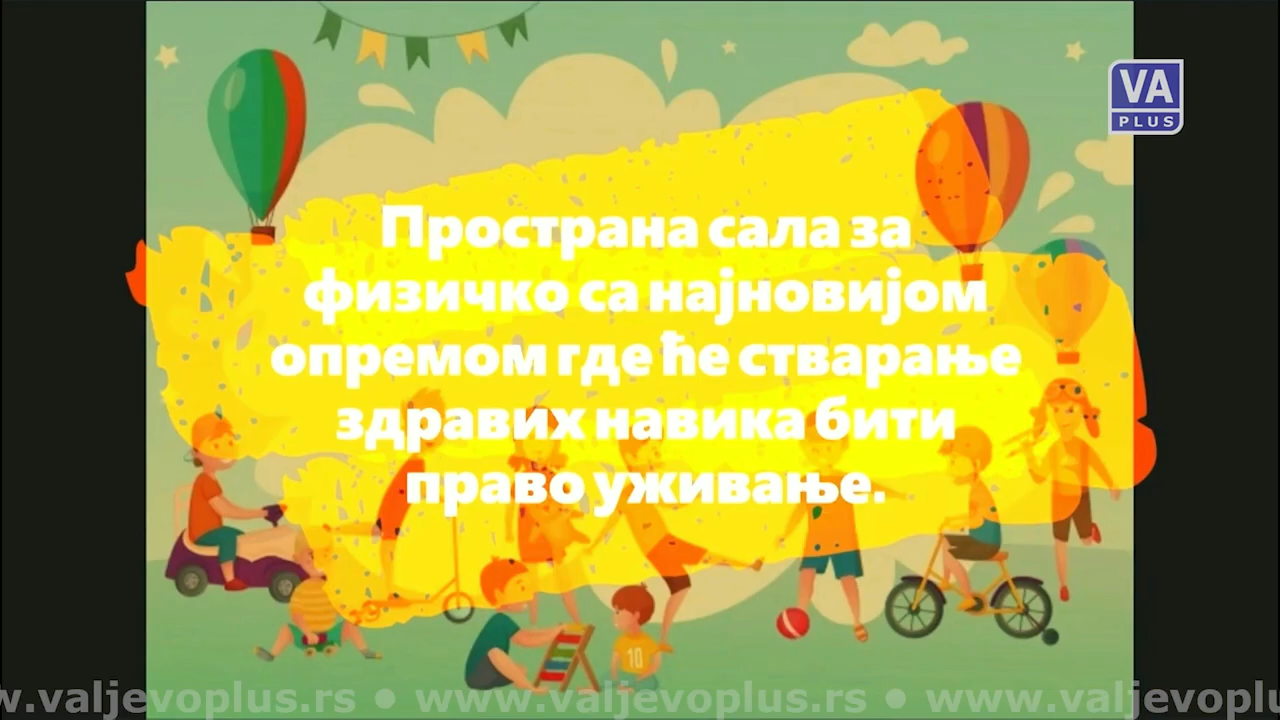 VA
PLUS
Пространа сала за
физичко са најновијом
опремом где ће стварање
здравих навика бити
право уживање.
10
w.valjevoplus.rs • www.valjevoplus.rs • www.valjevoplu